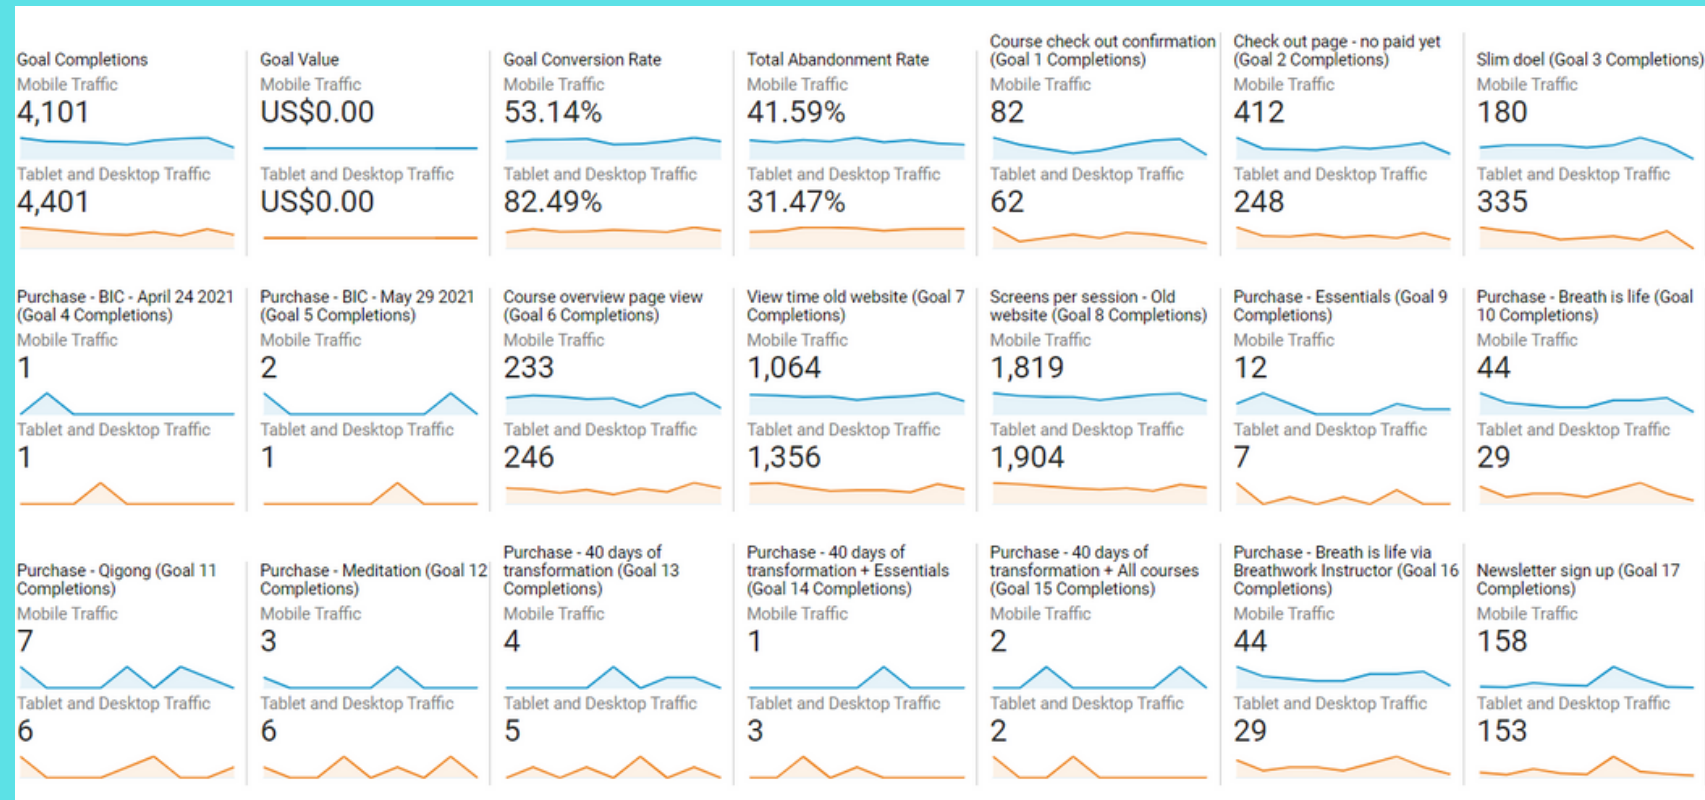 Goal Completions
Mobile Traffic
4,101
Tablet and Desktop Traffic
4,401
Goal Value
Mobile Traffic
US$0.00
Tablet and Desktop Traffic
US$0.00
Goal Conversion Rate
Mobile Traffic
53.14%
Tablet and Desktop Traffic
82.49%
Total Abandonment Rate
Mobile Traffic
41.59%
Tablet and Desktop Traffic
31.47%
Course check out confirmation
(Goal 1 Completions)
Mobile Traffic
82
Tablet and Desktop Traffic
62
Check out page - no paid yet
(Goal 2 Completions)
Mobile Traffic
412
Tablet and Desktop Traffic
248
Slim doel (Goal 3 Completions)
Mobile Traffic
180
Tablet and Desktop Traffic
335
Purchase - BIC - April 24 2021
(Goal 4 Completions)
Mobile Traffic
1
Tablet and Desktop Traffic
1
Purchase - BIC - May 29 2021
(Goal 5 Completions)
Mobile Traffic
2
Tablet and Desktop Traffic
1
Course overview page view
(Goal 6 Completions)
Mobile Traffic
233
Tablet and Desktop Traffic
246
View time old website (Goal 7
Completions)
Mobile Traffic
1,064
Tablet and Desktop Traffic
1,356
Screens per session - Old
website (Goal 8 Completions)
Mobile Traffic
1,819
Tablet and Desktop Traffic
1,904
Purchase - Essentials (Goal 9
Completions)
Mobile Traffic
12
Tablet and Desktop Traffic
7
Purchase - Breath is life (Goal
10 Completions)
Mobile Traffic
44
Tablet and Desktop Traffic
29
Purchase - Qigong (Goal 11
Completions)
Mobile Traffic
7
Tablet and Desktop Traffic
6
Purchase - Meditation (Goal 12
Completions)
Mobile Traffic
3
Tablet and Desktop Traffic
6
Purchase - 40 days of
transformation (Goal 13
Completions)
Mobile Traffic
4
Tablet and Desktop Traffic
5
Purchase - 40 days of
transformation + Essentials
(Goal 14 Completions)
Mobile Traffic
1
Tablet and Desktop Traffic
3
Purchase - 40 days of
transformation + All courses
(Goal 15 Completions)
Mobile Traffic
2
Tablet and Desktop Traffic
2
Purchase - Breath is life via
Breathwork Instructor (Goal 16
Completions)
Mobile Traffic
44
Tablet and Desktop Traffic
29
Newsletter sign up (Goal 17
Completions)
Mobile Traffic
158
Tablet and Desktop Traffic
153